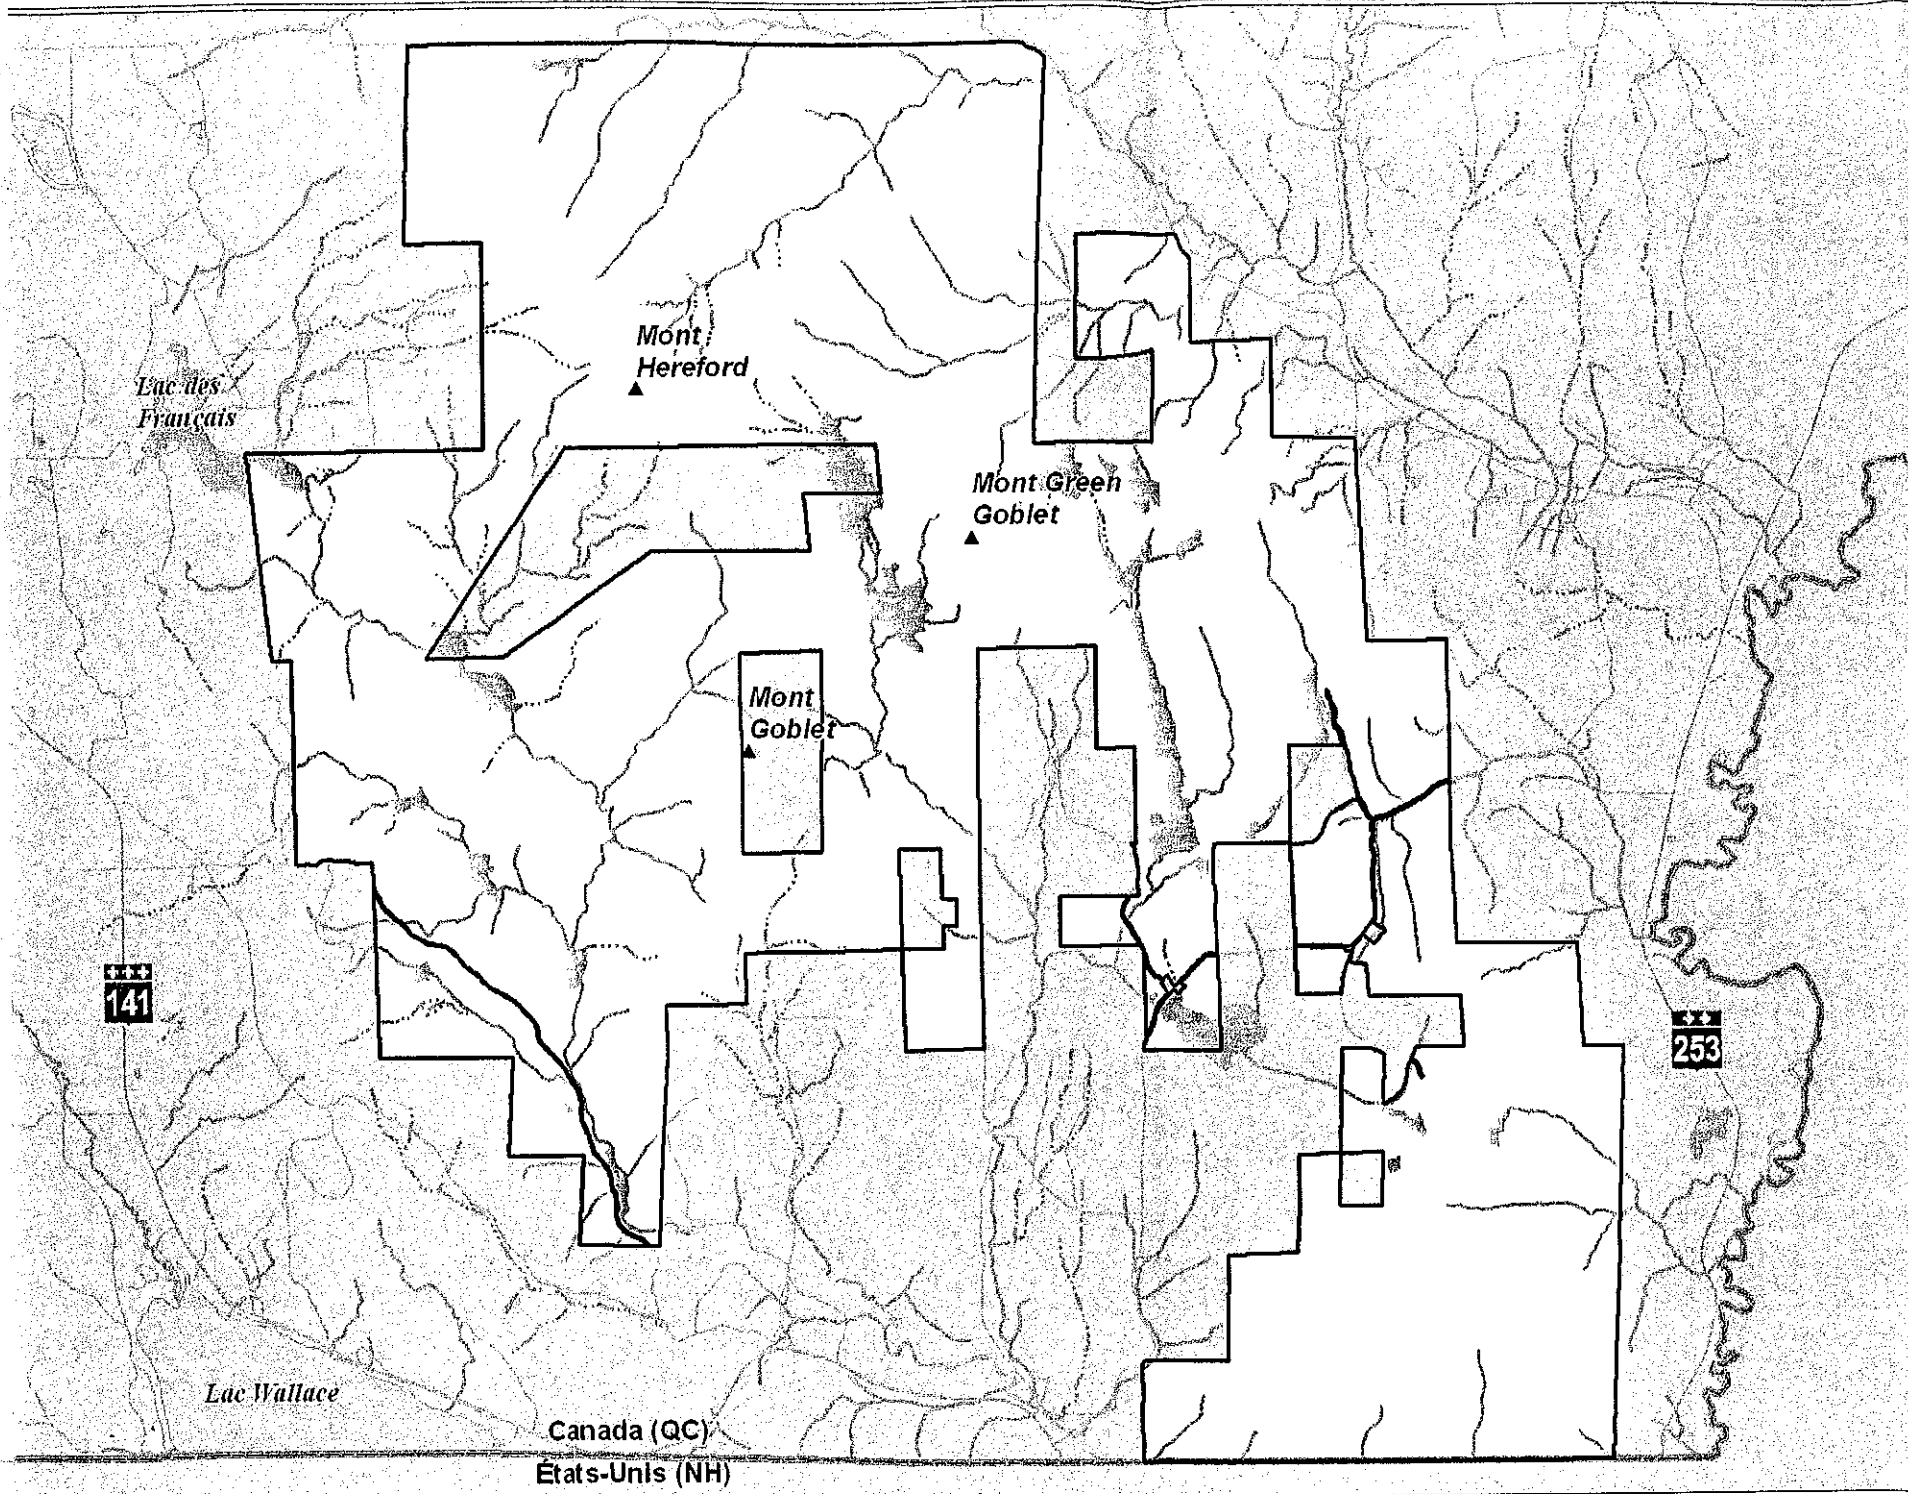 Mont
Hereford
Lac des
Français
Mont Green
Goblet
Mont
Goblet
141
253
Lac Wallace
Canada (QC)
États-Unis (NH)